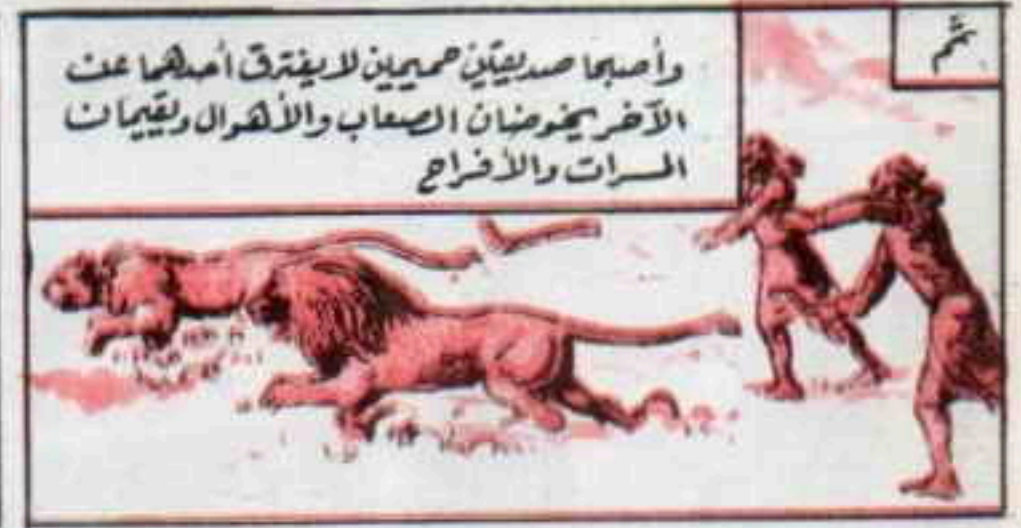 ثم
وأصبحا صديقين حميمين لا يفترق أحدهما عن
الآخر يخوضان الصعاب والأهوال ويقيمان
المسرات والأفراح